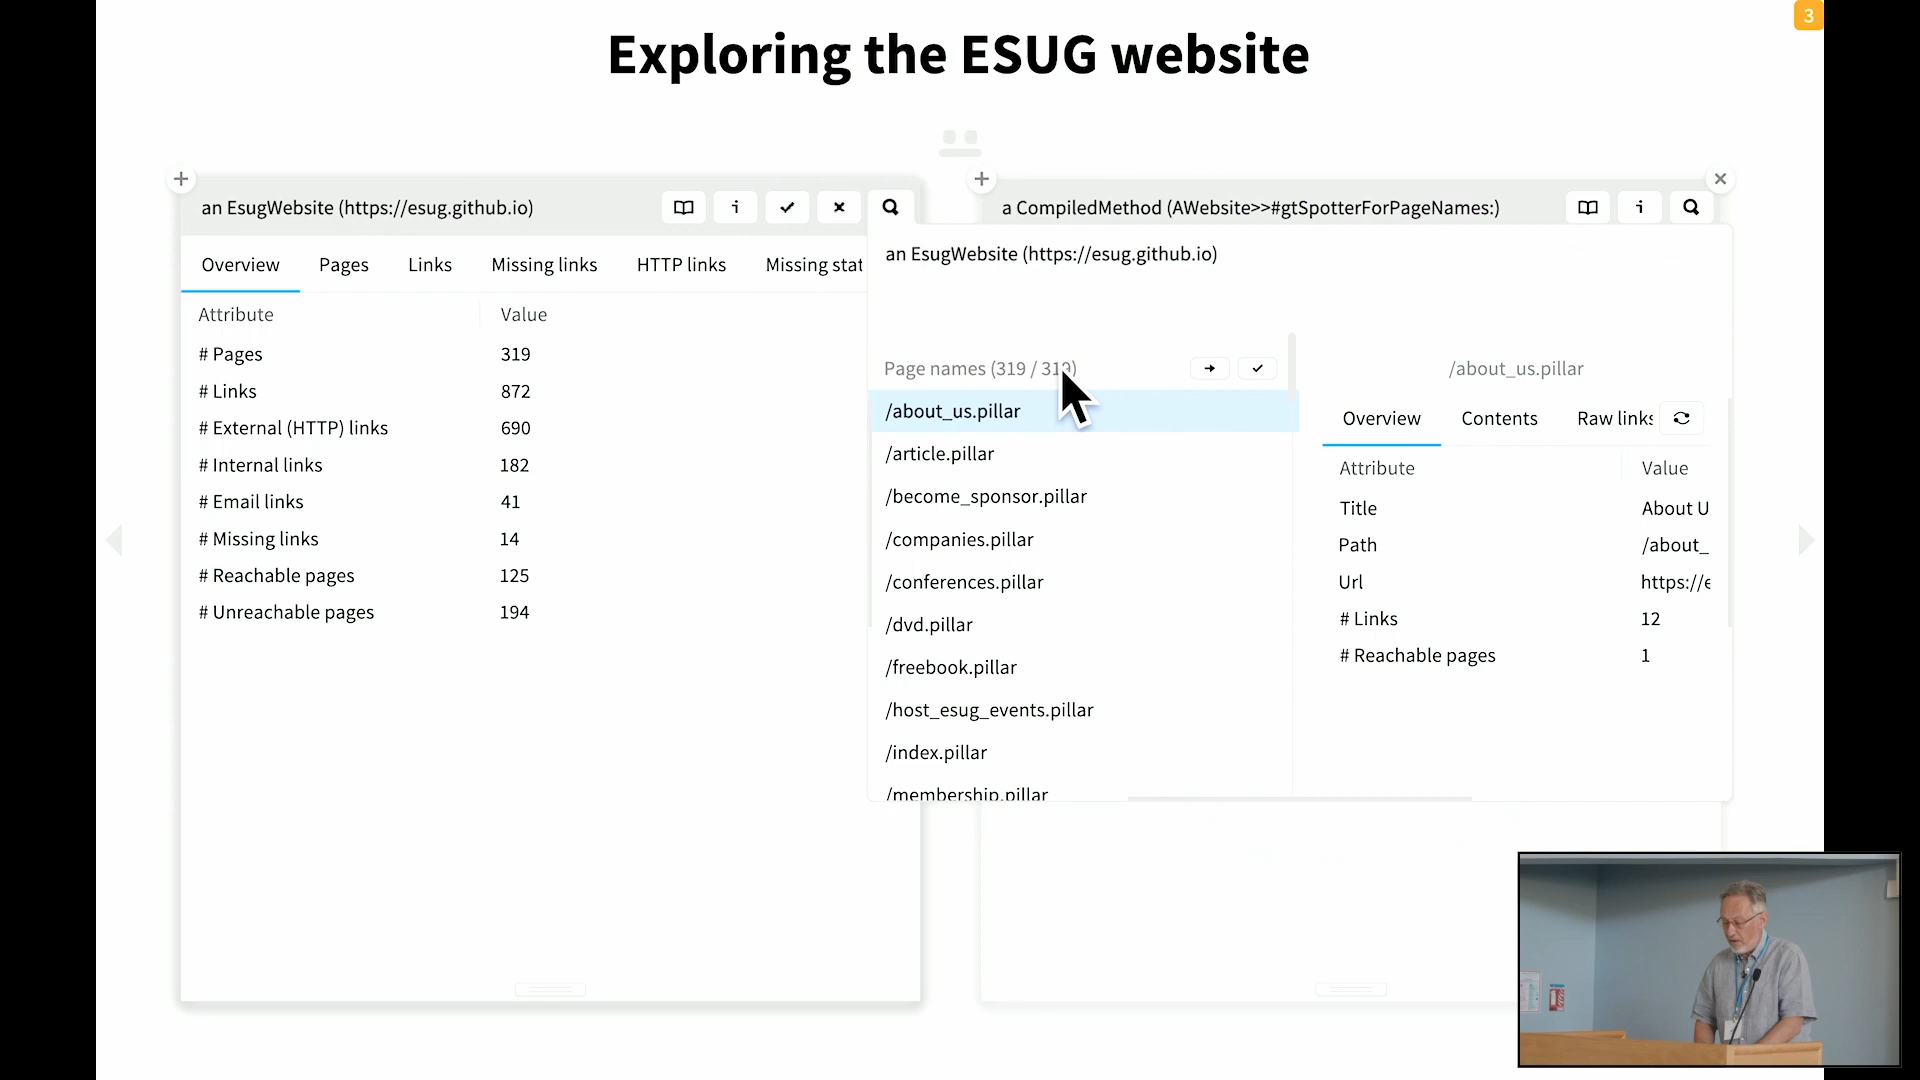 3
Exploring the ESUG website
an EsugWebsite (https://esug.github.io)
Overview Pages Links Missing links HTTP links Missing stat
Attribute Value
# Pages 319
# Links 872
# External (HTTP) links 690
# Internal links 182
# Email links 41
# Missing links 14
# Reachable pages 125
# Unreachable pages 194
a CompiledMethod (AWebsite>>#gtSpotterForPageNames:)
an EsugWebsite (https://esug.github.io)
Page names (319 / 319)
/about_us.pillar
/article.pillar
/become_sponsor.pillar
/companies.pillar
/conferences.pillar
/dvd.pillar
/freebook.pillar
/host_esug_events.pillar
/index.pillar
/membership.pillar
/about_us.pillar
Overview Contents Raw links
Attribute Value
Title About U
Path /about_
Url https://e
# Links 12
# Reachable pages 1